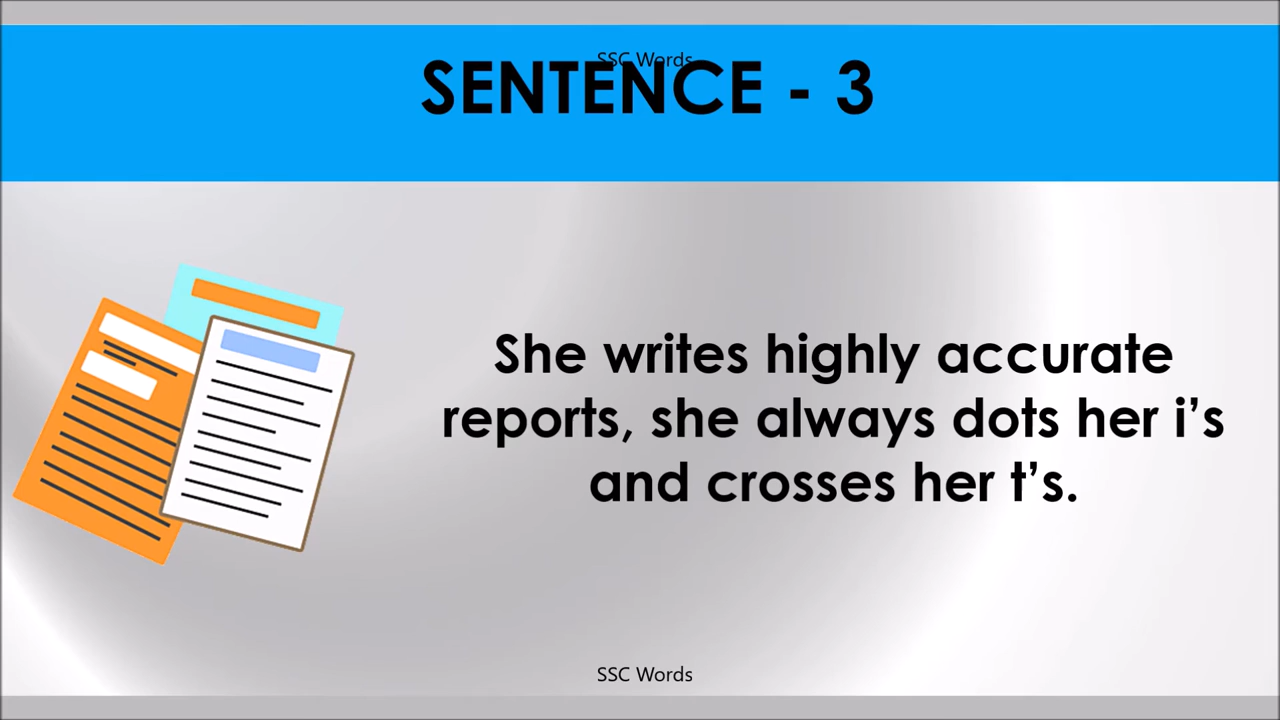 SSC Words
SENTENCE - 3
She writes highly accurate
reports, she always dots her i’s
and crosses her t’s.
SSC Words